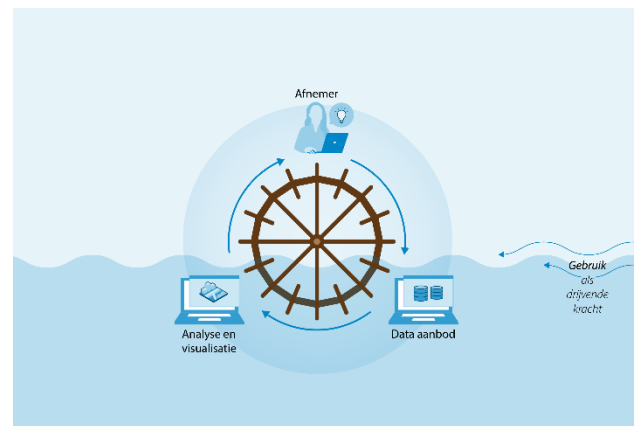 Afnemer
Gebruik
als
drijvende
kracht
Analyse en
visualisatie
Data aanbod